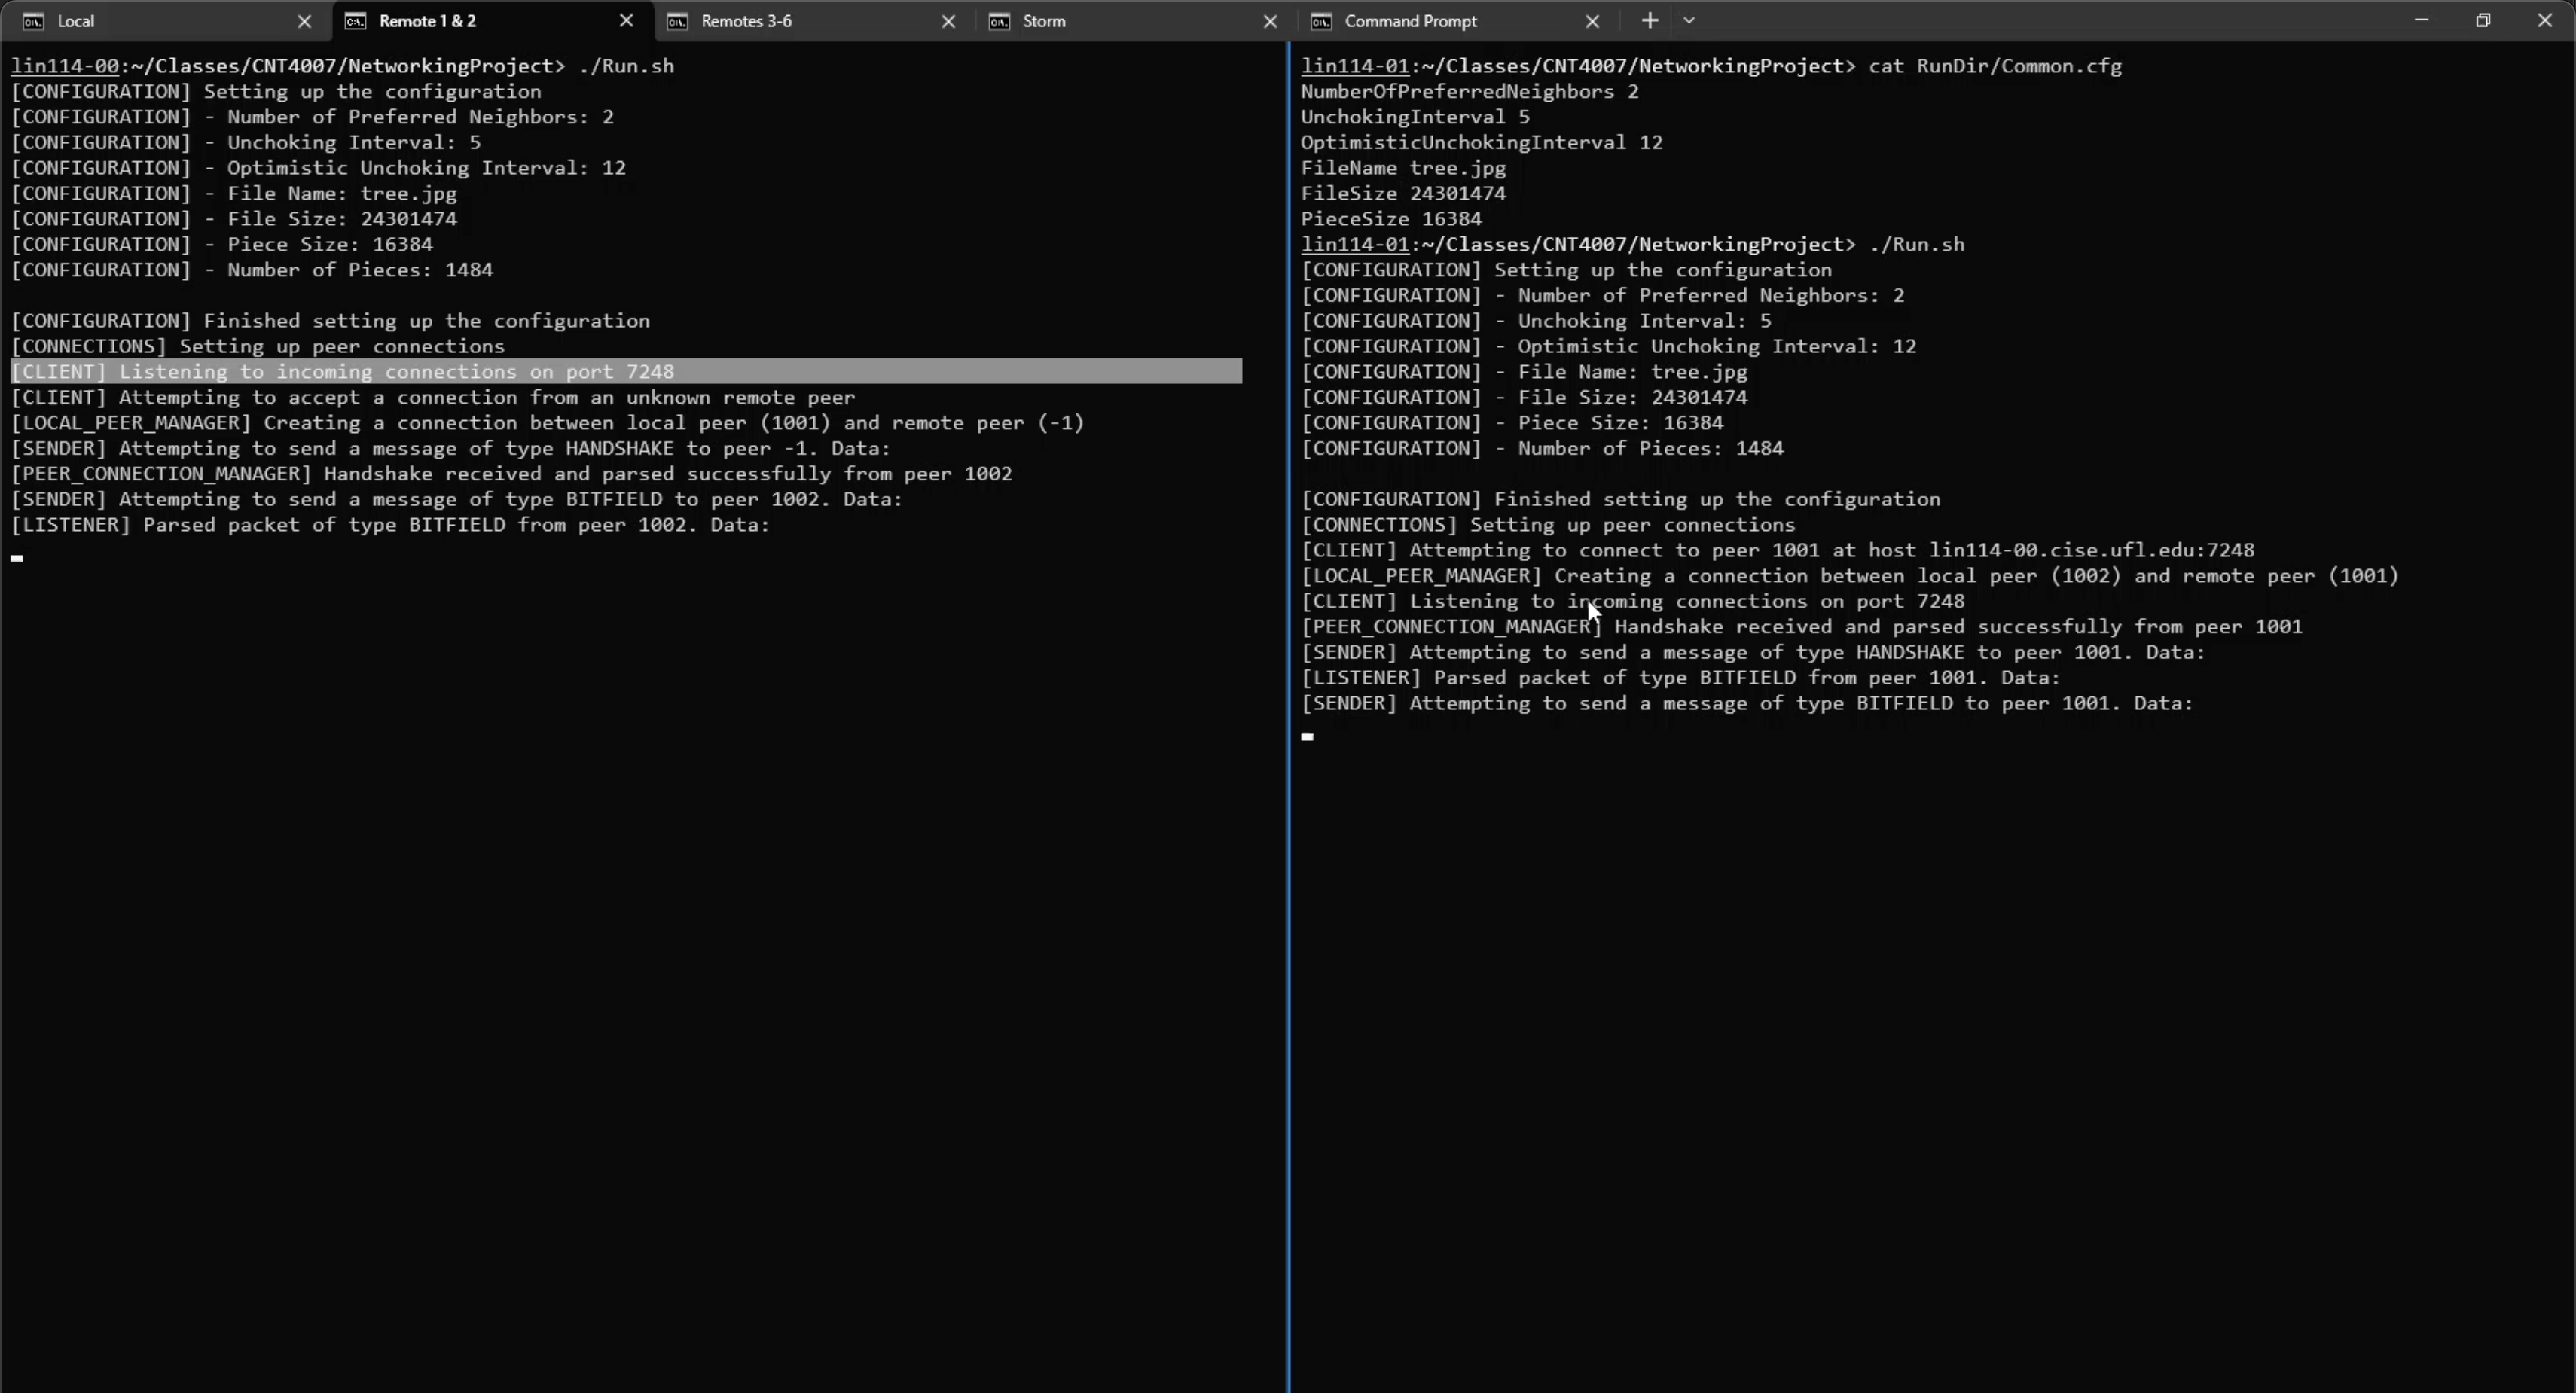 Local
Remote 1 & 2
Remotes 3-6
Storm
Command Prompt
lin114-00:~/Classes/CNT4007/NetworkingProject> ./Run.sh
[CONFIGURATION] Setting up the configuration
[CONFIGURATION] - Number of Preferred Neighbors: 2
[CONFIGURATION] - Unchoking Interval: 5
[CONFIGURATION] - Optimistic Unchoking Interval: 12
[CONFIGURATION] - File Name: tree.jpg
[CONFIGURATION] - File Size: 24301474
[CONFIGURATION] - Piece Size: 16384
[CONFIGURATION] - Number of Pieces: 1484
[CONFIGURATION] Finished setting up the configuration
[CONNECTIONS] Setting up peer connections
[CLIENT] Listening to incoming connections on port 7248
[CLIENT] Attempting to accept a connection from an unknown remote peer
[LOCAL_PEER_MANAGER] Creating a connection between local peer (1001) and remote peer (-1)
[SENDER] Attempting to send a message of type HANDSHAKE to peer -1. Data:
[PEER_CONNECTION_MANAGER] Handshake received and parsed successfully from peer 1002
[SENDER] Attempting to send a message of type BITFIELD to peer 1002. Data:
[LISTENER] Parsed packet of type BITFIELD from peer 1002. Data:
lin114-01:~/Classes/CNT4007/NetworkingProject> cat RunDir/Common.cfg
NumberOfPreferredNeighbors 2
UnchokingInterval 5
OptimisticUnchokingInterval 12
FileName tree.jpg
FileSize 24301474
PieceSize 16384
lin114-01:~/Classes/CNT4007/NetworkingProject> ./Run.sh
[CONFIGURATION] Setting up the configuration
[CONFIGURATION] - Number of Preferred Neighbors: 2
[CONFIGURATION] - Unchoking Interval: 5
[CONFIGURATION] - Optimistic Unchoking Interval: 12
[CONFIGURATION] - File Name: tree.jpg
[CONFIGURATION] - File Size: 24301474
[CONFIGURATION] - Piece Size: 16384
[CONFIGURATION] - Number of Pieces: 1484
[CONFIGURATION] Finished setting up the configuration
[CONNECTIONS] Setting up peer connections
[CLIENT] Attempting to connect to peer 1001 at host lin114-00.cise.ufl.edu:7248
[LOCAL_PEER_MANAGER] Creating a connection between local peer (1002) and remote peer (1001)
[CLIENT] Listening to incoming connections on port 7248
[PEER_CONNECTION_MANAGER] Handshake received and parsed successfully from peer 1001
[SENDER] Attempting to send a message of type HANDSHAKE to peer 1001. Data:
[LISTENER] Parsed packet of type BITFIELD from peer 1001. Data:
[SENDER] Attempting to send a message of type BITFIELD to peer 1001. Data: